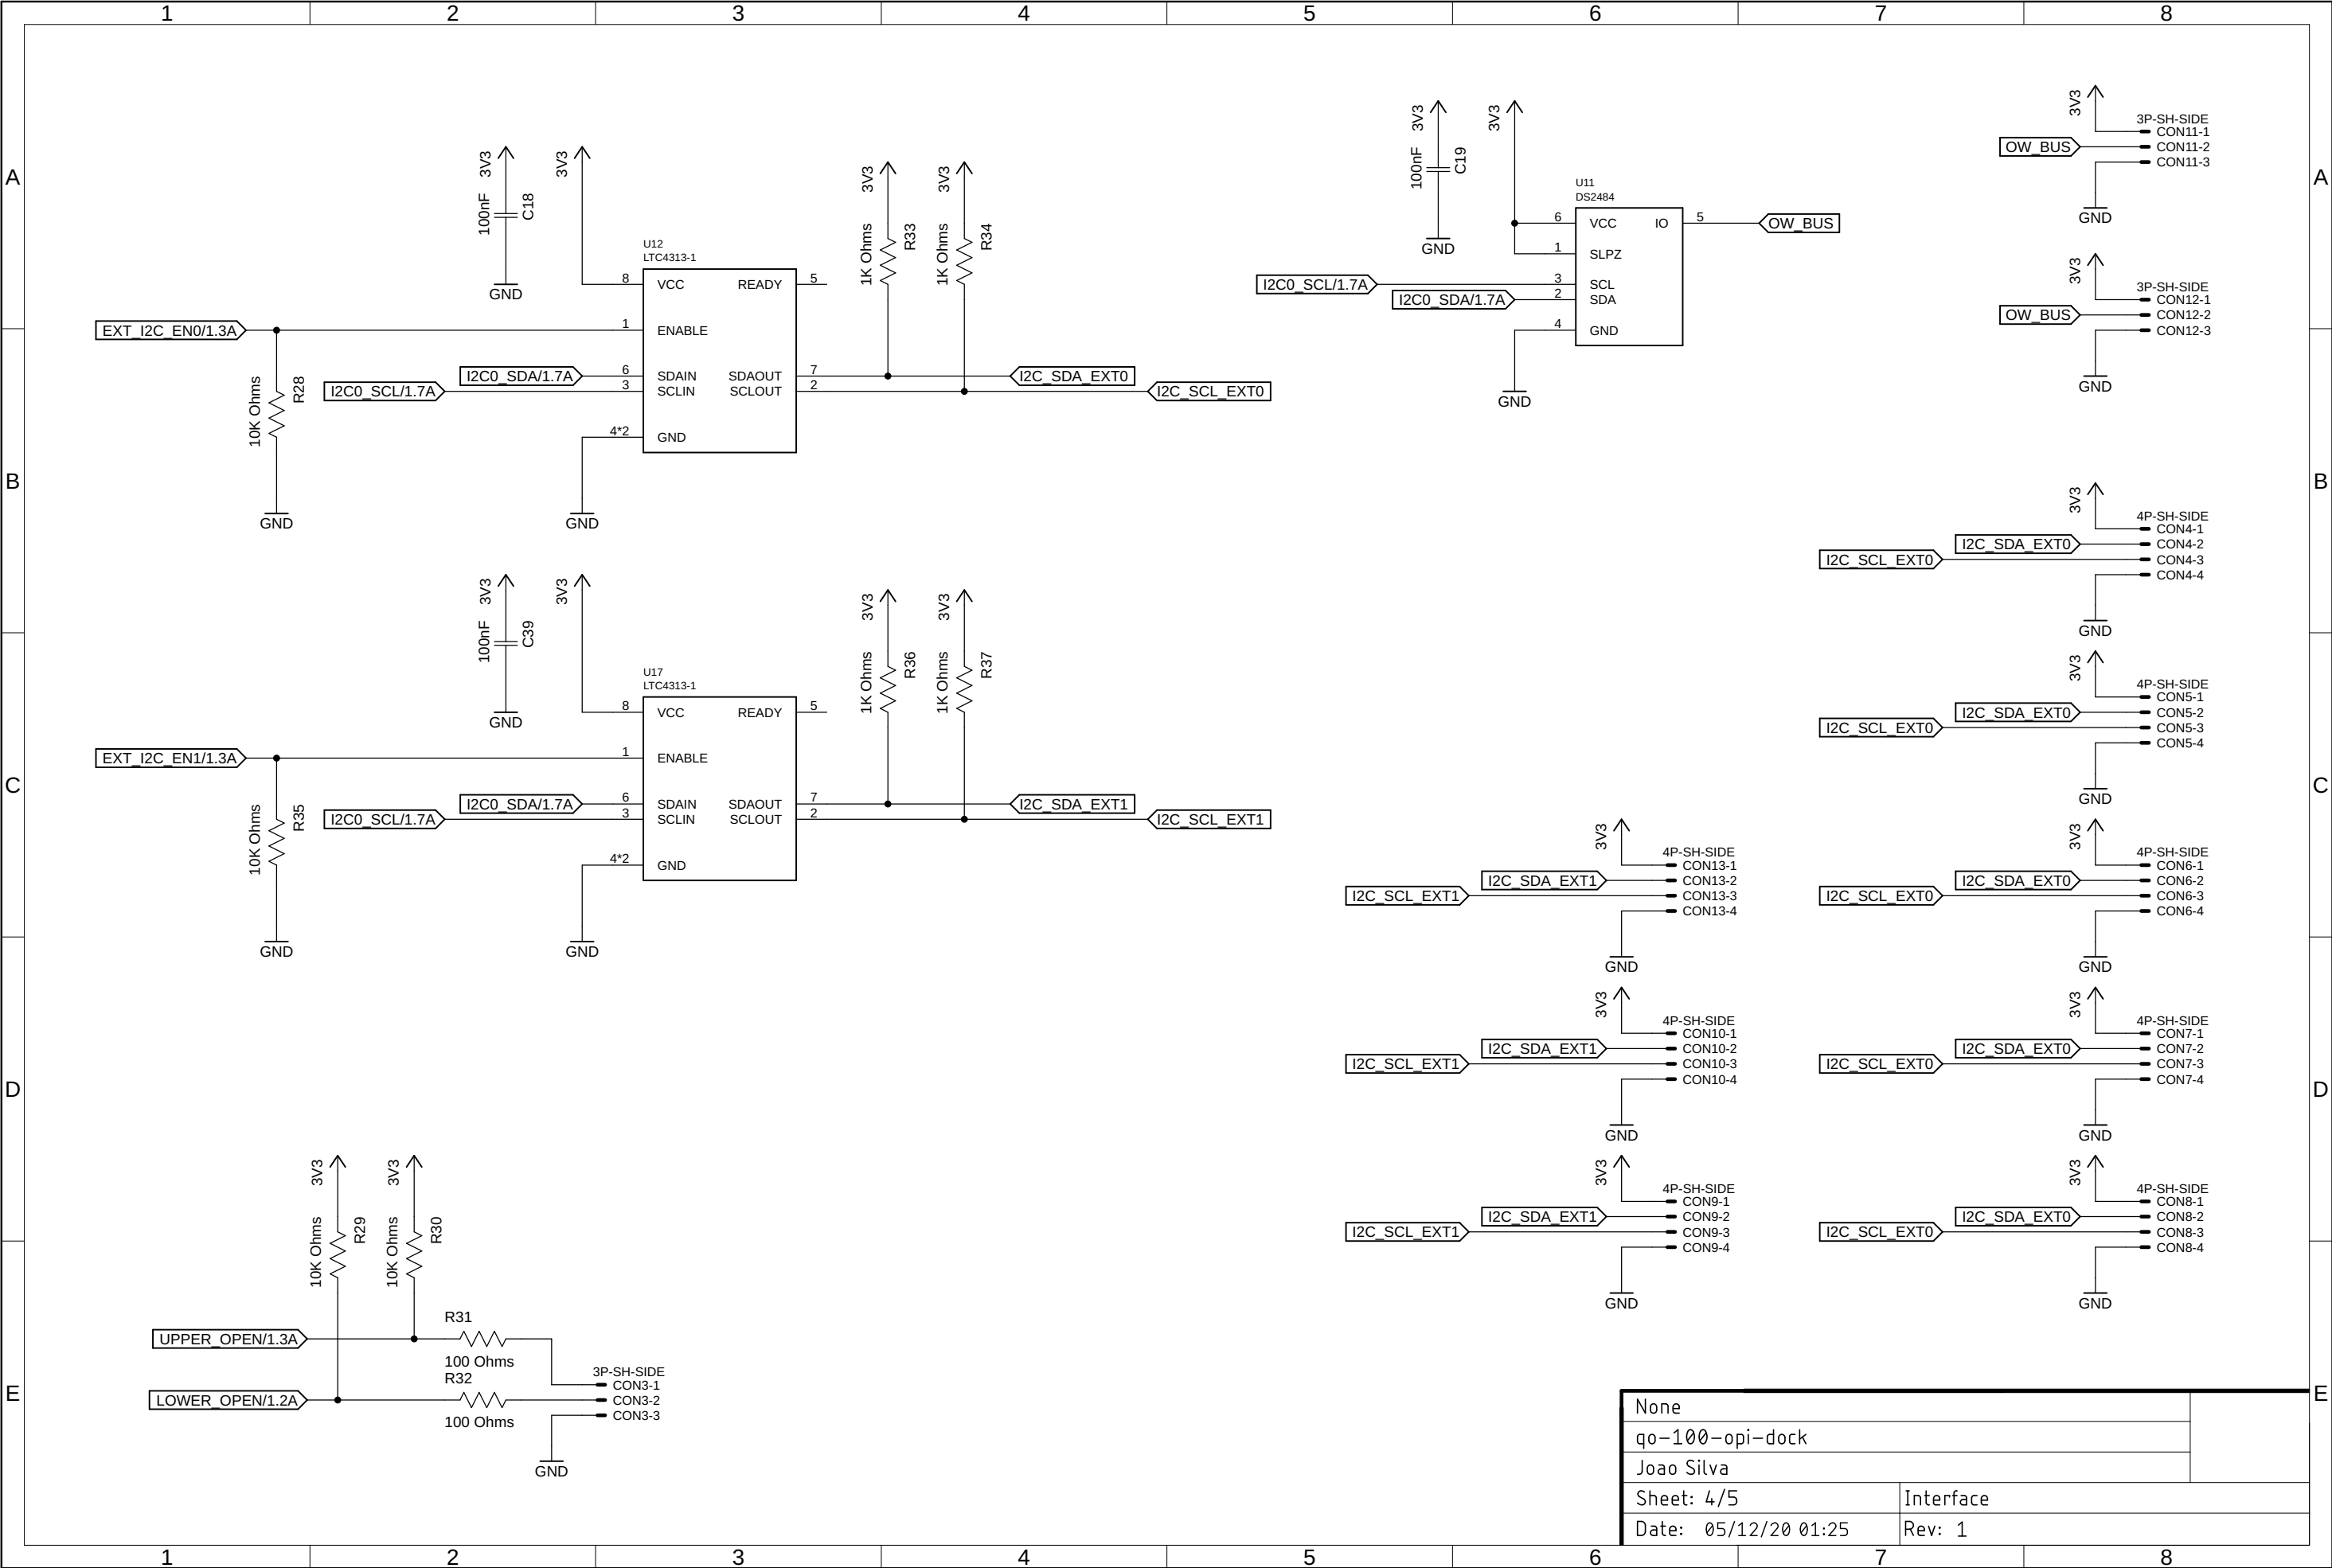 1 2 3 4 5 6 7 8
A
B
C
D
E
3V3
100nF
C18
GND
3V3
U12
LTC4313-1
8 VCC READY 5
1 ENABLE
6 SDAIN SDAOUT 7
3 SCLIN SCLOUT 2
4*2 GND
GND
EXT_I2C_EN0/1.3A
10K Ohms
R28
GND
I2C0_SDA/1.7A
I2C0_SCL/1.7A
3V3
1K Ohms
R33
3V3
1K Ohms
R34
I2C_SDA_EXT0
I2C_SCL_EXT0
3V3
100nF
C39
GND
3V3
U17
LTC4313-1
8 VCC READY 5
1 ENABLE
6 SDAIN SDAOUT 7
3 SCLIN SCLOUT 2
4*2 GND
GND
EXT_I2C_EN1/1.3A
10K Ohms
R35
GND
I2C0_SDA/1.7A
I2C0_SCL/1.7A
3V3
1K Ohms
R36
3V3
1K Ohms
R37
I2C_SDA_EXT1
I2C_SCL_EXT1
3V3
10K Ohms
R29
3V3
10K Ohms
R30
UPPER_OPEN/1.3A
R31
100 Ohms
LOWER_OPEN/1.2A
R32
100 Ohms
3P-SH-SIDE
CON3-1
CON3-2
CON3-3
GND
3V3
100nF
C19
GND
3V3
U11
DS2484
6 VCC IO 5
1 SLPZ
3 SCL
2 SDA
4 GND
GND
I2C0_SCL/1.7A
I2C0_SDA/1.7A
OW_BUS
3V3
3P-SH-SIDE
CON11-1
OW_BUS
CON11-2
CON11-3
GND
3V3
3P-SH-SIDE
CON12-1
OW_BUS
CON12-2
CON12-3
GND
3V3
4P-SH-SIDE
CON4-1
I2C_SDA_EXT0
CON4-2
I2C_SCL_EXT0
CON4-3
CON4-4
GND
3V3
4P-SH-SIDE
CON5-1
I2C_SDA_EXT0
CON5-2
I2C_SCL_EXT0
CON5-3
CON5-4
GND
3V3
4P-SH-SIDE
CON13-1
I2C_SDA_EXT1
CON13-2
I2C_SCL_EXT1
CON13-3
CON13-4
GND
3V3
4P-SH-SIDE
CON6-1
I2C_SDA_EXT0
CON6-2
I2C_SCL_EXT0
CON6-3
CON6-4
GND
3V3
4P-SH-SIDE
CON10-1
I2C_SDA_EXT1
CON10-2
I2C_SCL_EXT1
CON10-3
CON10-4
GND
3V3
4P-SH-SIDE
CON7-1
I2C_SDA_EXT0
CON7-2
I2C_SCL_EXT0
CON7-3
CON7-4
GND
3V3
4P-SH-SIDE
CON9-1
I2C_SDA_EXT1
CON9-2
I2C_SCL_EXT1
CON9-3
CON9-4
GND
3V3
4P-SH-SIDE
CON8-1
I2C_SDA_EXT0
CON8-2
I2C_SCL_EXT0
CON8-3
CON8-4
GND
None
qo-100-opi-dock
Joao Silva
Sheet: 4/5 Interface
Date: 05/12/20 01:25 Rev: 1
A
B
C
D
E
1 2 3 4 5 6 7 8